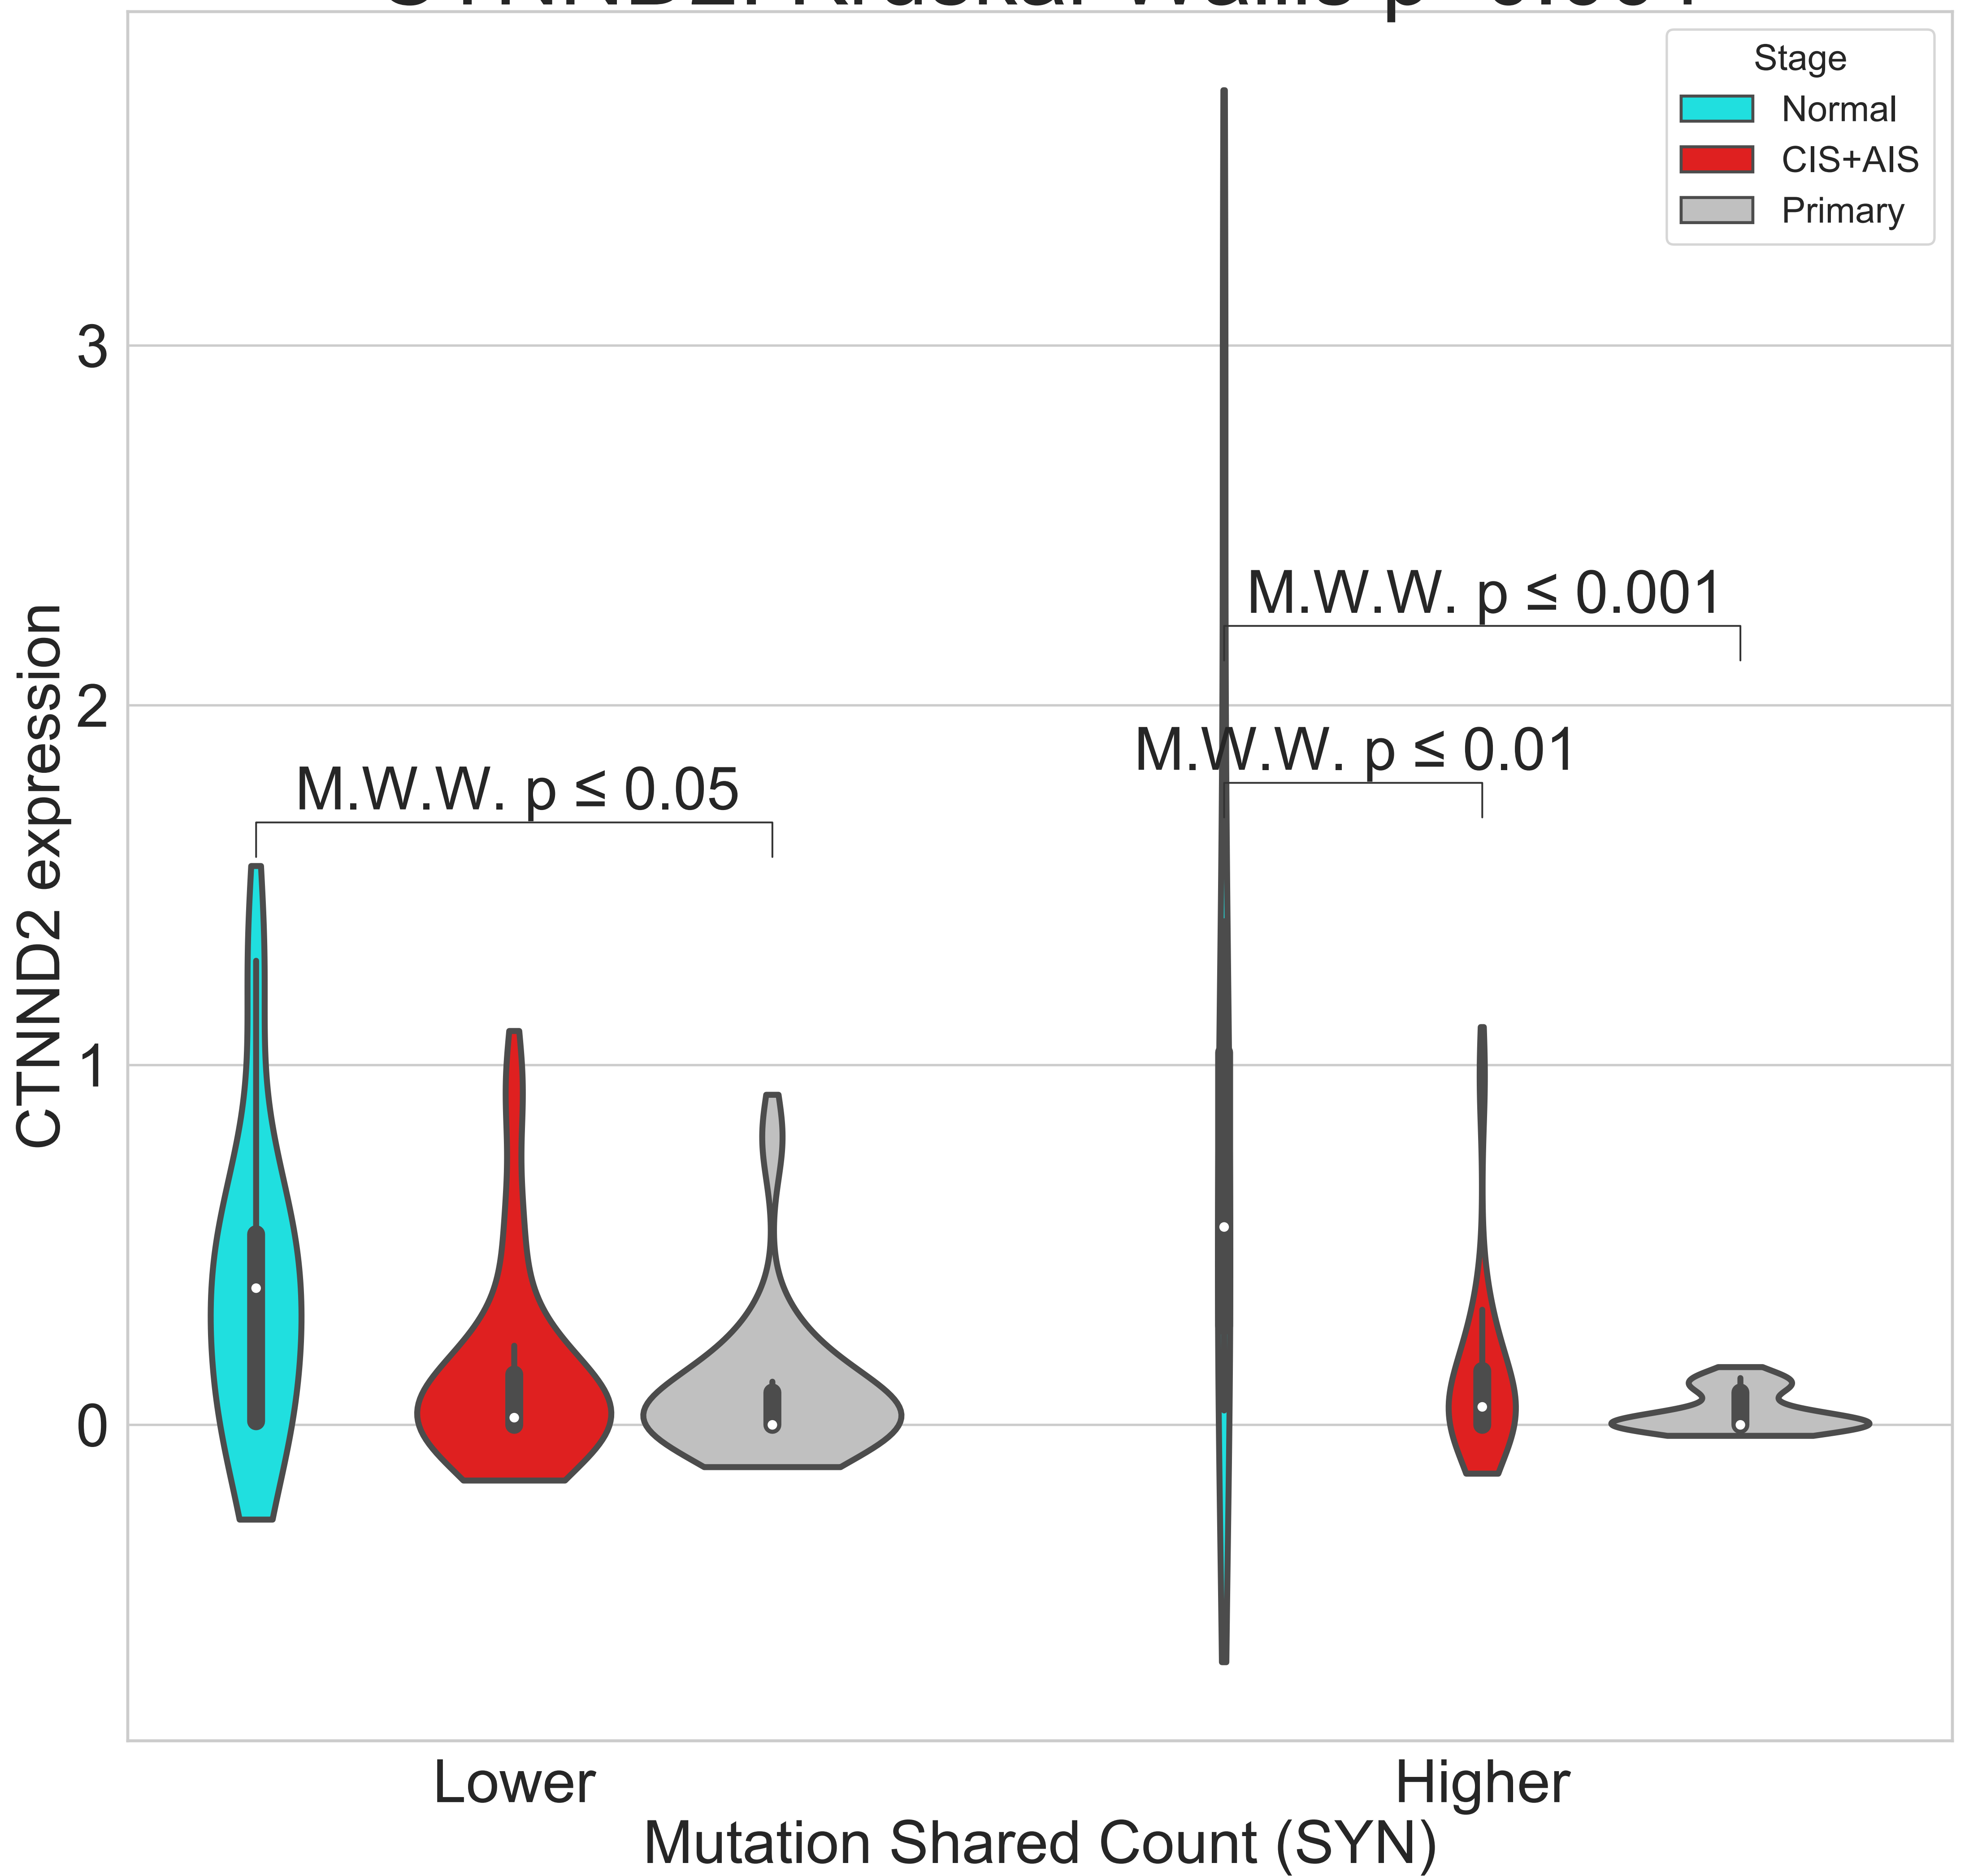 Stage
Normal
CIS+AIS
Primary
3
2
1
0
CTNND2 expression
M.W.W. p ≤ 0.001
M.W.W. p ≤ 0.01
M.W.W. p ≤ 0.05
Lower
Higher
Mutation Shared Count (SYN)